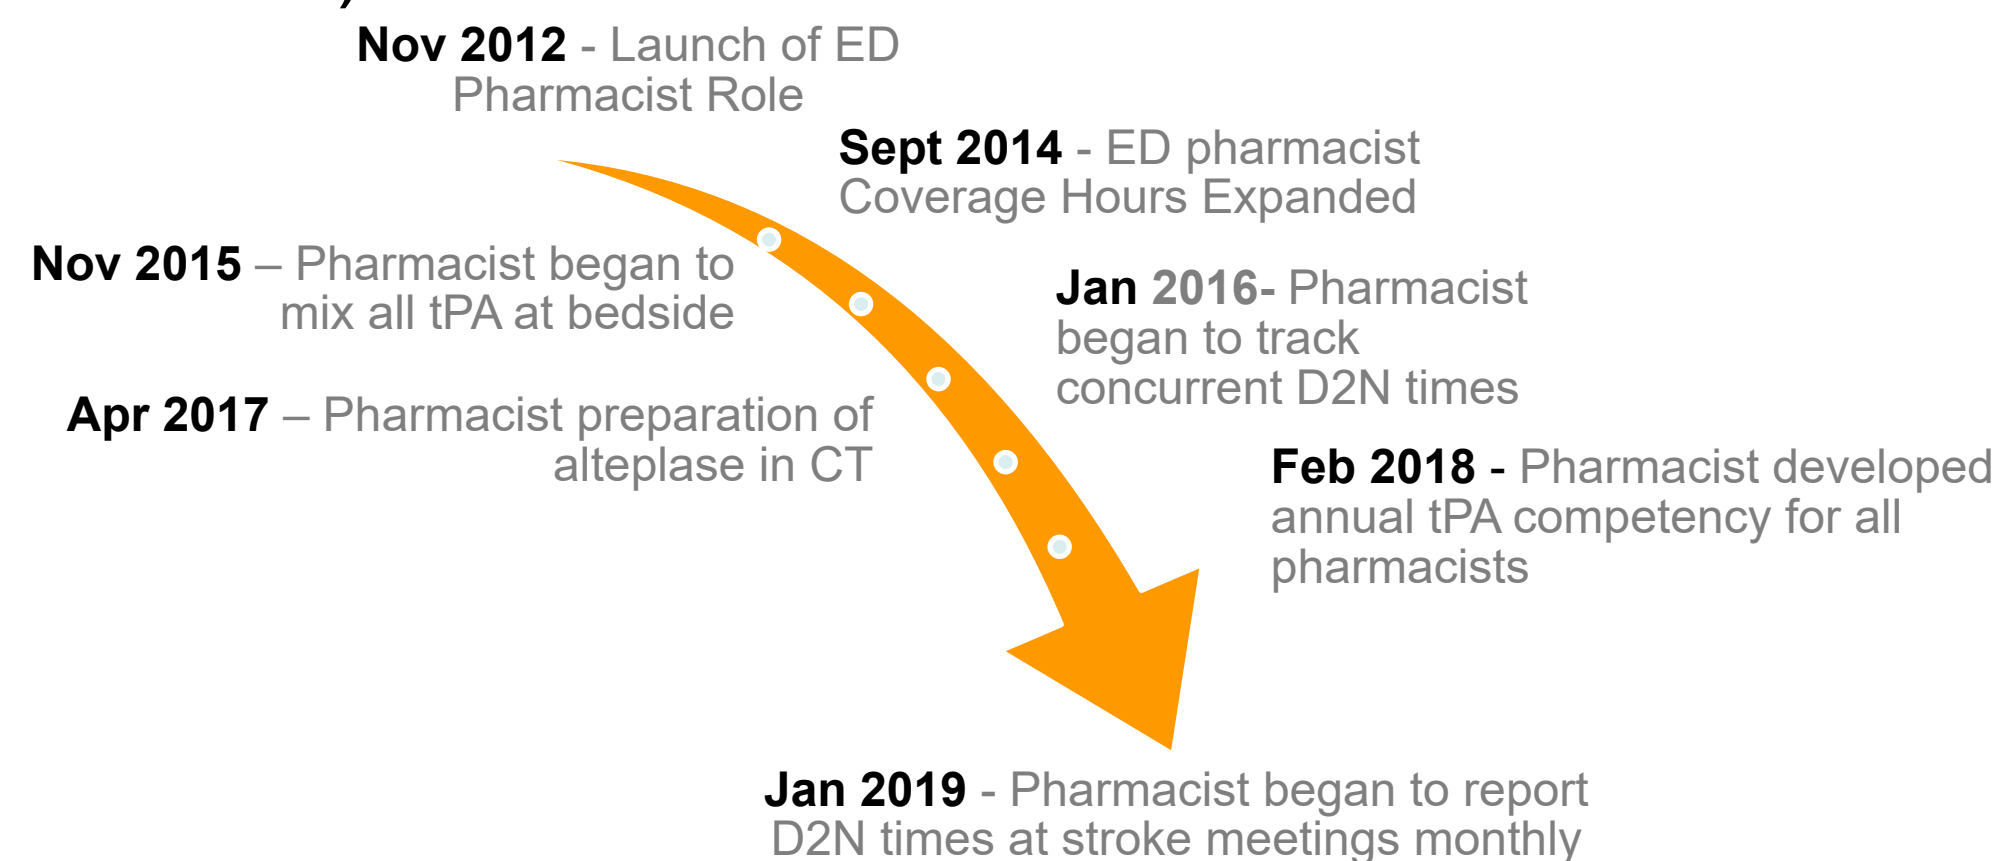 Nov 2012 - Launch of ED
Pharmacist Role
Sept 2014 - ED pharmacist
Coverage Hours Expanded
Nov 2015 – Pharmacist began to
mix all tPA at bedside
Jan 2016- Pharmacist
began to track
concurrent D2N times
Apr 2017 – Pharmacist preparation of
alteplase in CT
Feb 2018 - Pharmacist developed
annual tPA competency for all
pharmacists
Jan 2019 - Pharmacist began to report
D2N times at stroke meetings monthly